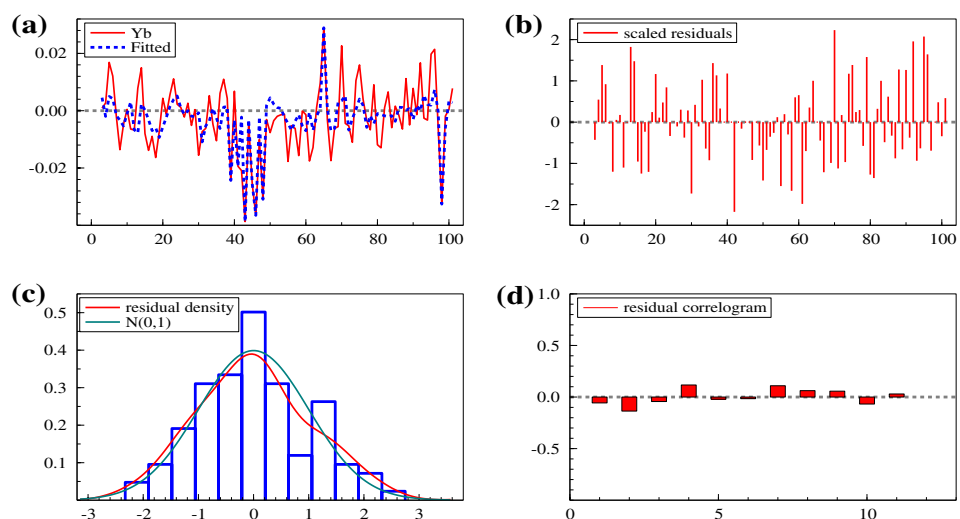 (a)
Yb
Fitted
0.02
0.00
-0.02
0 20 40 60 80 100
(b)
scaled residuals
2
1
0
-1
-2
0 20 40 60 80 100
(c)
residual density
N(0,1)
0.5
0.4
0.3
0.2
0.1
-3 -2 -1 0 1 2 3
(d)
residual correlogram
1.0
0.5
0.0
-0.5
0 5 10